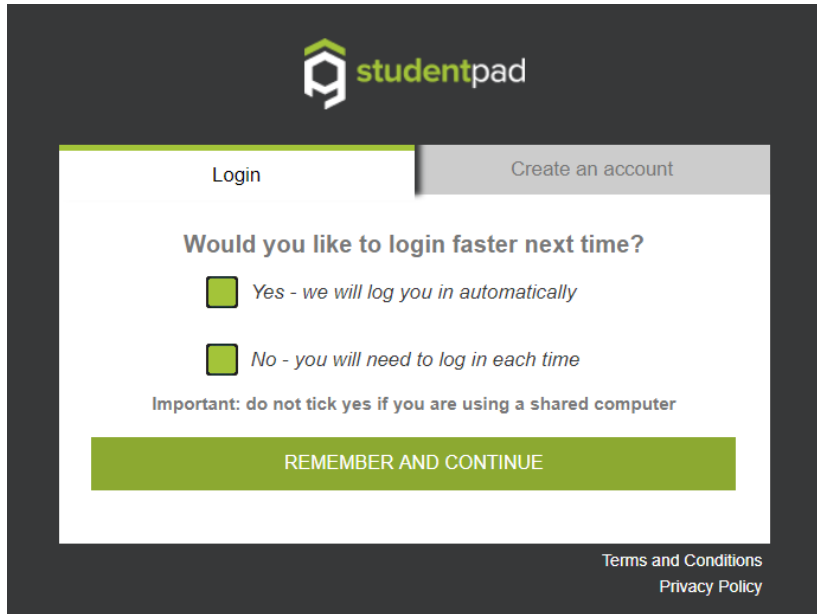 studentpad
Login
Create an account
Would you like to login faster next time?
Yes - we will log you in automatically
No - you will need to log in each time
Important: do not tick yes if you are using a shared computer
REMEMBER AND CONTINUE
Terms and Conditions
Privacy Policy